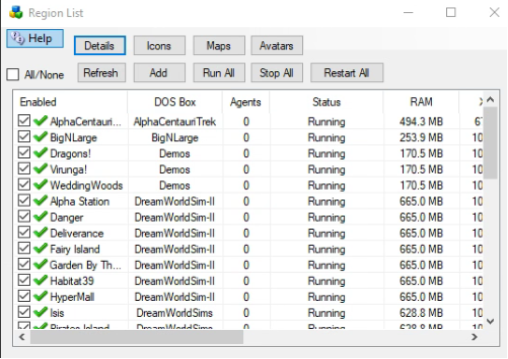 Region List
Help Details Icons Maps Avatars
All/None Refresh Add Run All Stop All Restart All
Enabled DOS Box Agents Status RAM
AlphaCentauri... AlphaCentauriTrek 0 Running 494.3 MB 6
BigNLarge BigNLarge 0 Running 253.9 MB 10
Dragons! Demos 0 Running 170.5 MB 10
Virunga! Demos 0 Running 170.5 MB 10
WeddingWoods Demos 0 Running 170.5 MB 10
Alpha Station DreamWorldSim-II 0 Running 665.0 MB 10
Danger DreamWorldSim-II 0 Running 665.0 MB 10
Deliverance DreamWorldSim-II 0 Running 665.0 MB 10
Fairy Island DreamWorldSim-II 0 Running 665.0 MB 10
Garden By Th... DreamWorldSim-II 0 Running 665.0 MB 10
Habitat39 DreamWorldSim-II 0 Running 665.0 MB 10
HyperMall DreamWorldSim-II 0 Running 665.0 MB 10
Isis DreamWorldSims 0 Running 628.8 MB 10
Pirates Island DreamWorldSims 0 Running 628.8 MB 10